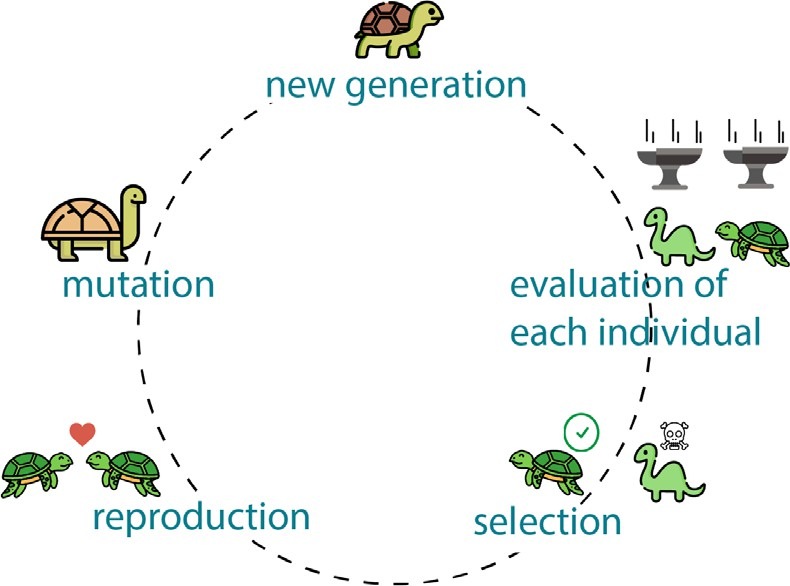 new generation
evaluation of
each individual
mutation
selection
reproduction